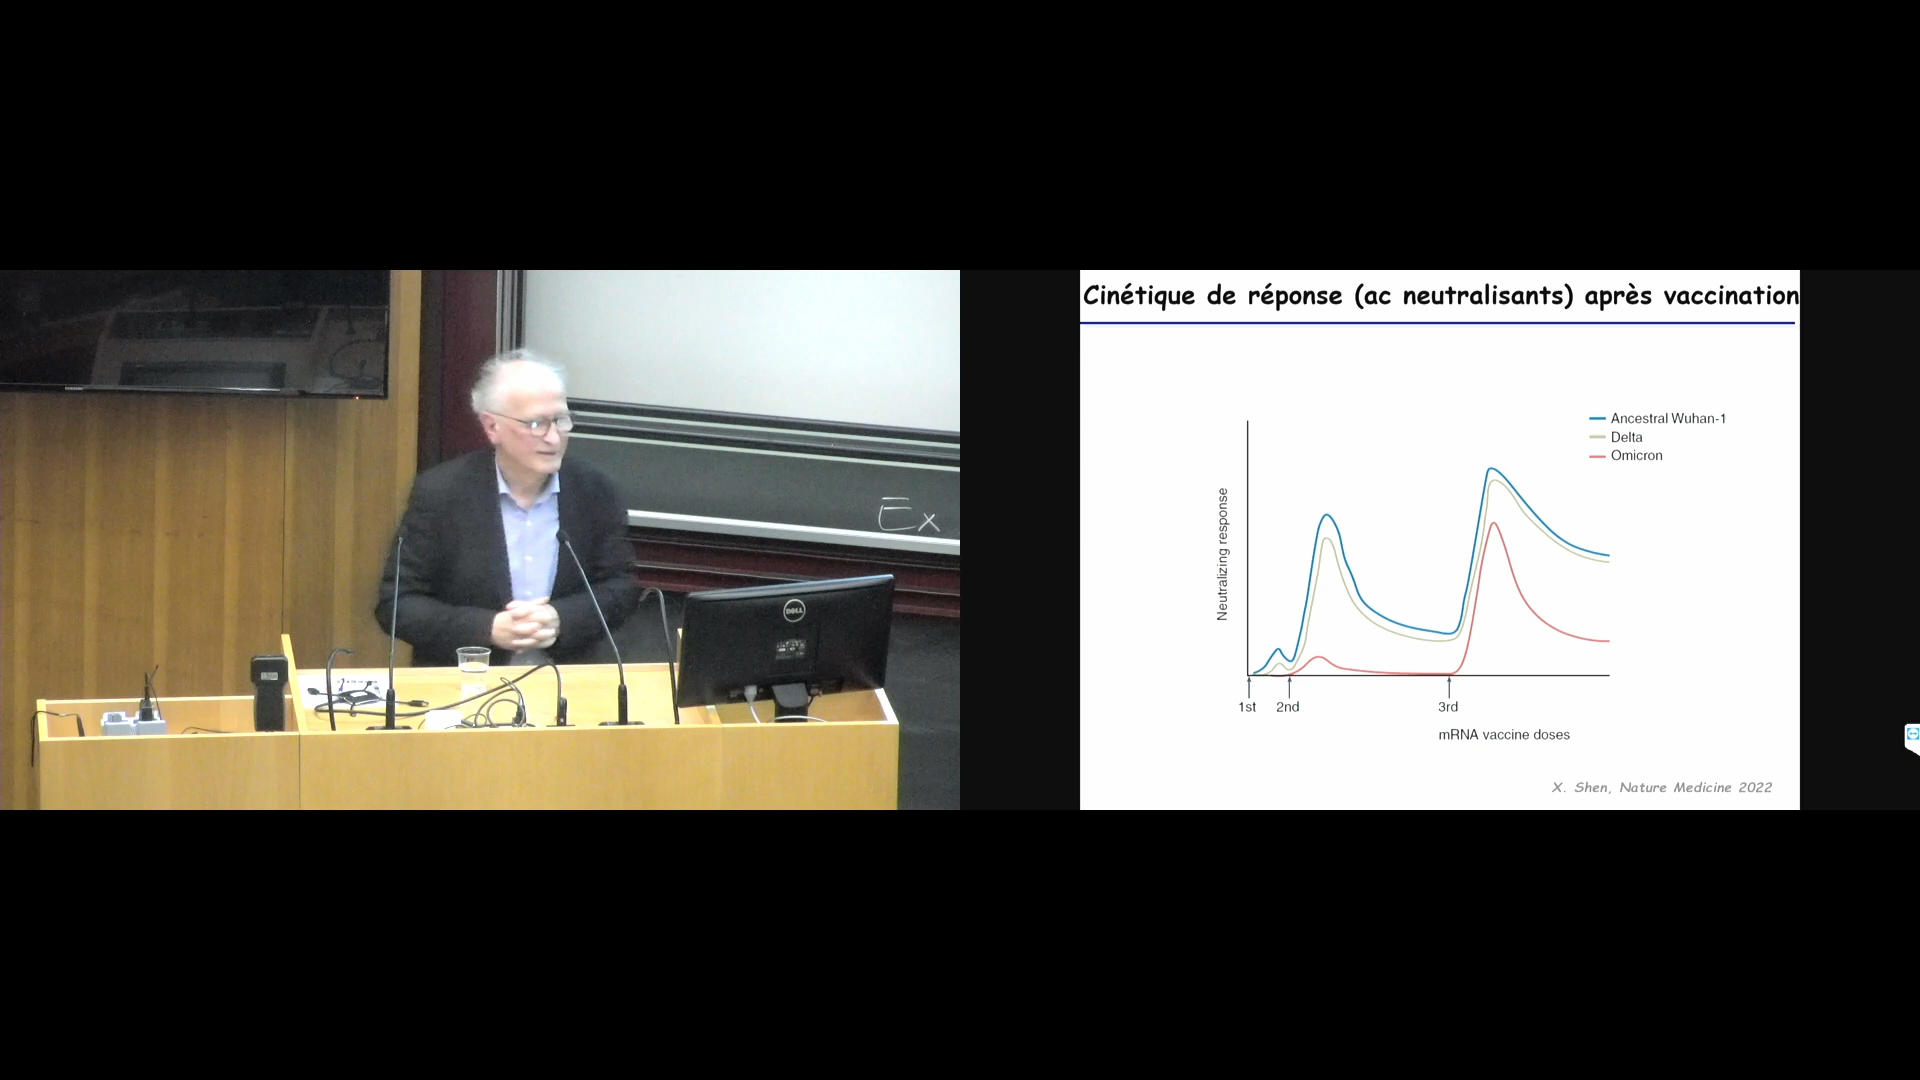 Ex
DELL
Cinétique de réponse (ac neutralisants) après vaccination
Ancestral Wuhan-1
Delta
Omicron
Neutralizing response
1st 2nd 3rd
mRNA vaccine doses
X. Shen, Nature Medicine 2022